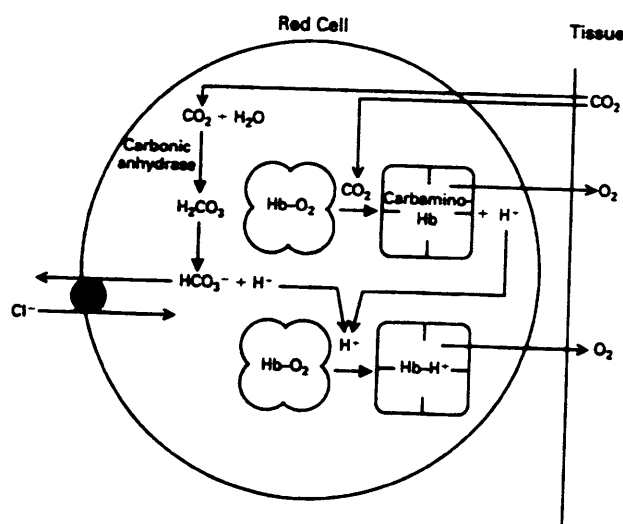 Red Cell
Tissue
CO₂
CO₂ + H₂O
Carbonic
anhydrase
CO₂
Hb–O₂
Carbamino-
Hb
+ H⁻
O₂
H₂CO₃
HCO₃⁻ + H⁻
Cl⁻
H⁺
Hb–O₂
Hb–H⁺
O₂